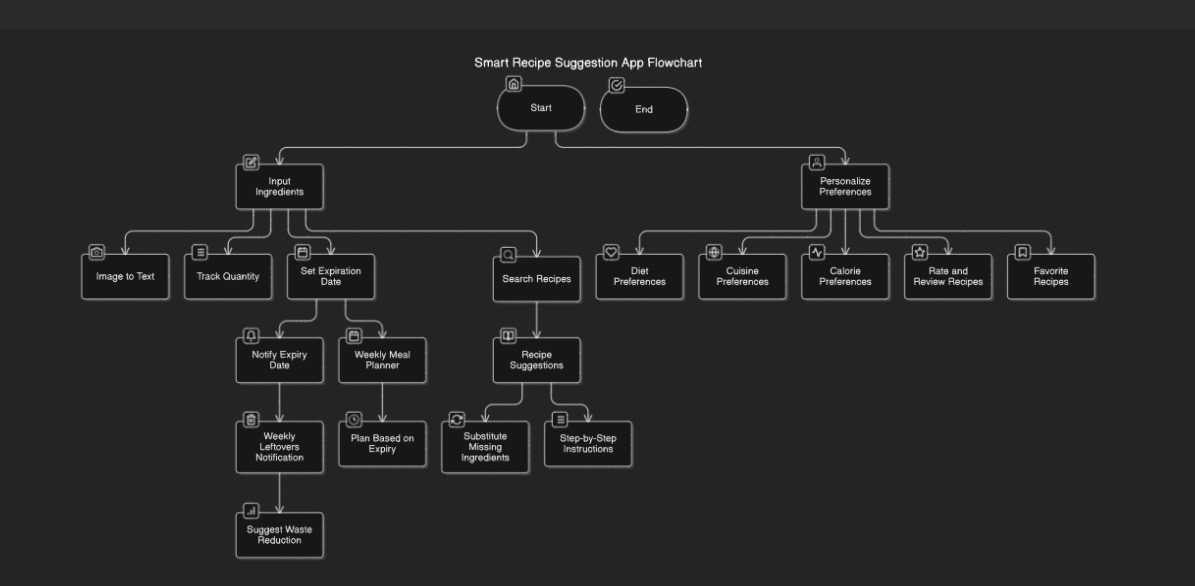 Smart Recipe Suggestion App Flowchart
Start
End
Input
Ingredients
Personalize
Preferences
Image to Text
Track Quantity
Set Expiration
Date
Search Recipes
Diet
Preferences
Cuisine
Preferences
Calorie
Preferences
Rate and
Review Recipes
Favorite
Recipes
Notify Expiry
Date
Weekly Meal
Planner
Recipe
Suggestions
Weekly
Leftovers
Notification
Plan Based on
Expiry
Substitute
Missing
Ingredients
Step-by-Step
Instructions
Suggest Waste
Reduction